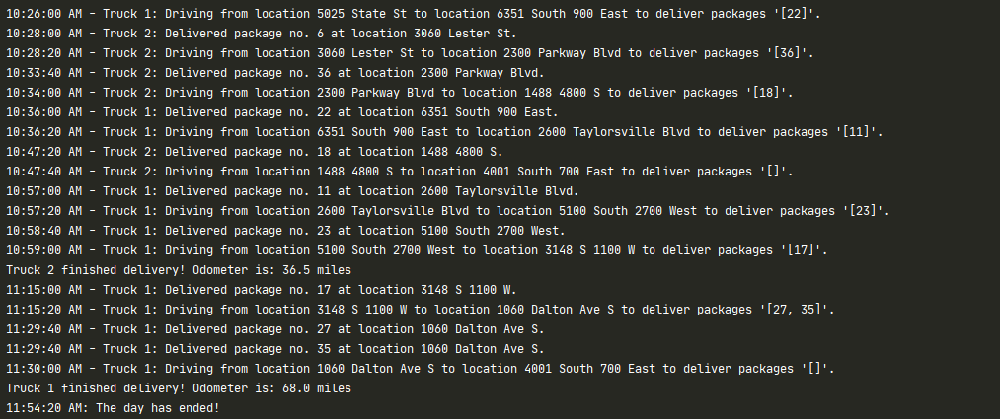 10:26:00 AM - Truck 1: Driving from location 5025 State St to location 6351 South 900 East to deliver packages '[22]'.
10:28:00 AM - Truck 2: Delivered package no. 6 at location 3060 Lester St.
10:28:20 AM - Truck 2: Driving from location 3060 Lester St to location 2300 Parkway Blvd to deliver packages '[36]'.
10:33:40 AM - Truck 2: Delivered package no. 36 at location 2300 Parkway Blvd.
10:34:00 AM - Truck 2: Driving from location 2300 Parkway Blvd to location 1488 4800 S to deliver packages '[18]'.
10:36:00 AM - Truck 1: Delivered package no. 22 at location 6351 South 900 East.
10:36:20 AM - Truck 1: Driving from location 6351 South 900 East to location 2600 Taylorsville Blvd to deliver packages '[11]'.
10:47:20 AM - Truck 2: Delivered package no. 18 at location 1488 4800 S.
10:47:40 AM - Truck 2: Driving from location 1488 4800 S to location 4001 South 700 East to deliver packages '[]'.
10:57:00 AM - Truck 1: Delivered package no. 11 at location 2600 Taylorsville Blvd.
10:57:20 AM - Truck 1: Driving from location 2600 Taylorsville Blvd to location 5100 South 2700 West to deliver packages '[23]'.
10:58:40 AM - Truck 1: Delivered package no. 23 at location 5100 South 2700 West.
10:59:00 AM - Truck 1: Driving from location 5100 South 2700 West to location 3148 S 1100 W to deliver packages '[17]'.
Truck 2 finished delivery! Odometer is: 36.5 miles
11:15:00 AM - Truck 1: Delivered package no. 17 at location 3148 S 1100 W.
11:15:20 AM - Truck 1: Driving from location 3148 S 1100 W to location 1060 Dalton Ave S to deliver packages '[27, 35]'.
11:29:40 AM - Truck 1: Delivered package no. 27 at location 1060 Dalton Ave S.
11:29:40 AM - Truck 1: Delivered package no. 35 at location 1060 Dalton Ave S.
11:30:00 AM - Truck 1: Driving from location 1060 Dalton Ave S to location 4001 South 700 East to deliver packages '[]'.
Truck 1 finished delivery! Odometer is: 68.0 miles
11:54:20 AM: The day has ended!